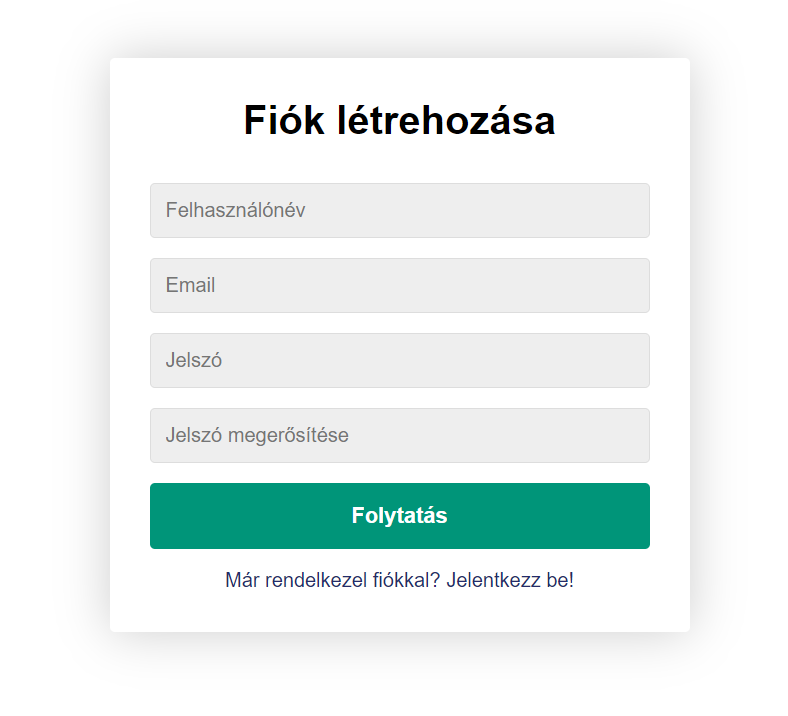 Fiók létrehozása
Felhasználónév
Email
Jelszó
Jelszó megerősítése
Folytatás
Már rendelkezel fiókkal? Jelentkezz be!